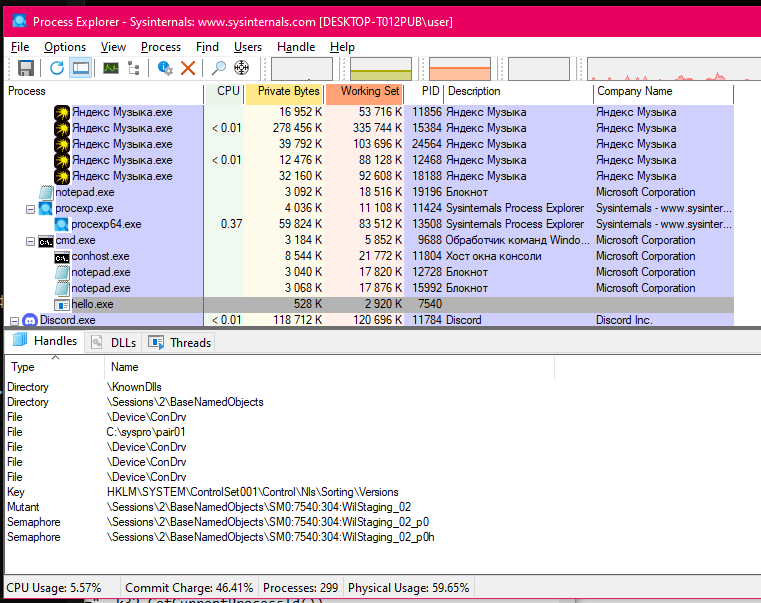 Process Explorer - Sysinternals: www.sysinternals.com [DESKTOP-T012PUB\user]
File Options View Process Find Users Handle Help
Process CPU Private Bytes Working Set PID Description Company Name
Яндекс Музыка.exe 16 952 K 53 716 K 11856 Яндекс Музыка Яндекс Музыка
Яндекс Музыка.exe < 0.01 278 456 K 335 744 K 15384 Яндекс Музыка Яндекс Музыка
Яндекс Музыка.exe 39 792 K 103 696 K 24564 Яндекс Музыка Яндекс Музыка
Яндекс Музыка.exe < 0.01 12 476 K 88 128 K 12468 Яндекс Музыка Яндекс Музыка
Яндекс Музыка.exe 32 160 K 92 608 K 18188 Яндекс Музыка Яндекс Музыка
notepad.exe 3 092 K 18 516 K 19196 Блокнот Microsoft Corporation
procexp.exe 4 036 K 11 108 K 11424 Sysinternals Process Explorer Sysinternals - www.sysinter...
procexp64.exe 0.37 59 824 K 83 512 K 13508 Sysinternals Process Explorer Sysinternals - www.sysinter...
cmd.exe 3 184 K 5 852 K 9688 Обработчик команд Windo... Microsoft Corporation
conhost.exe 8 544 K 21 772 K 11804 Хост окна консоли Microsoft Corporation
notepad.exe 3 040 K 17 820 K 12728 Блокнот Microsoft Corporation
notepad.exe 3 068 K 17 876 K 15992 Блокнот Microsoft Corporation
hello.exe 528 K 2 920 K 7540
Discord.exe < 0.01 118 712 K 120 696 K 11784 Discord Discord Inc.
Handles DLLs Threads
Type Name
Directory \KnownDlls
Directory \Sessions\2\BaseNamedObjects
File \Device\ConDrv
File C:\syspro\pair01
File \Device\ConDrv
File \Device\ConDrv
File \Device\ConDrv
Key HKLM\SYSTEM\ControlSet001\Control\Nls\Sorting\Versions
Mutant \Sessions\2\BaseNamedObjects\SM0:7540:304:WilStaging_02
Semaphore \Sessions\2\BaseNamedObjects\SM0:7540:304:WilStaging_02_p0
Semaphore \Sessions\2\BaseNamedObjects\SM0:7540:304:WilStaging_02_p0h
CPU Usage: 5.57% Commit Charge: 46.41% Processes: 299 Physical Usage: 59.65%